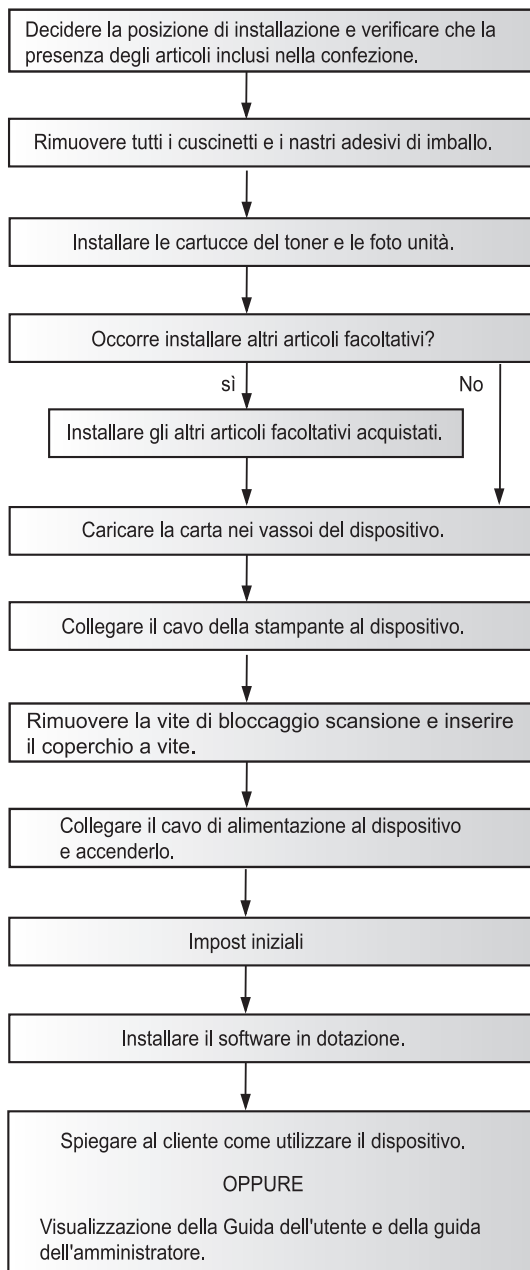 Decidere la posizione di installazione e verificare che la
presenza degli articoli inclusi nella confezione.
Rimuovere tutti i cuscinetti e i nastri adesivi di imballo.
Installare le cartucce del toner e le foto unità.
Occorre installare altri articoli facoltativi?
sì
No
Installare gli altri articoli facoltativi acquistati.
Caricare la carta nei vassoi del dispositivo.
Collegare il cavo della stampante al dispositivo.
Rimuovere la vite di bloccaggio scansione e inserire
il coperchio a vite.
Collegare il cavo di alimentazione al dispositivo
e accenderlo.
Impost iniziali
Installare il software in dotazione.
Spiegare al cliente come utilizzare il dispositivo.
OPPURE
Visualizzazione della Guida dell'utente e della guida
dell'amministratore.